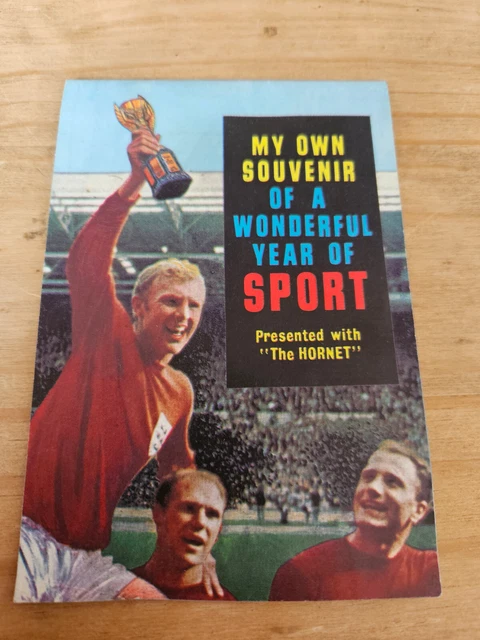 MY OWN
SOUVENIR
OF A
WONDERFUL
YEAR OF
SPORT
Presented with
"The HORNET"